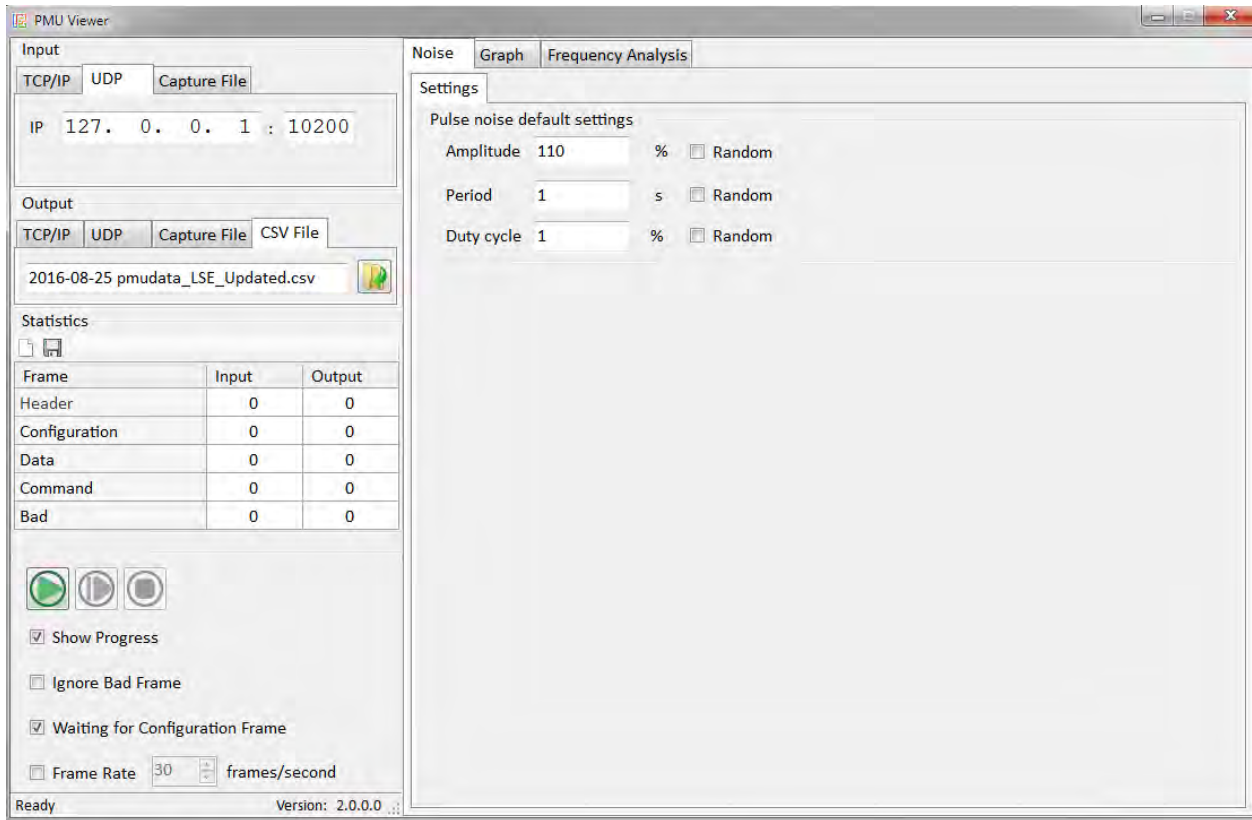 PMU Viewer
Input
TCP/IP UDP Capture File
IP 127. 0. 0. 1 : 10200
Output
TCP/IP UDP Capture File CSV File
2016-08-25 pmudata_LSE_Updated.csv
Statistics
Frame Input Output
Header 0 0
Configuration 0 0
Data 0 0
Command 0 0
Bad 0 0
Show Progress
Ignore Bad Frame
Waiting for Configuration Frame
Frame Rate 30 frames/second
Ready Version: 2.0.0.0
Noise Graph Frequency Analysis
Settings
Pulse noise default settings
Amplitude 110 % Random
Period 1 s Random
Duty cycle 1 % Random